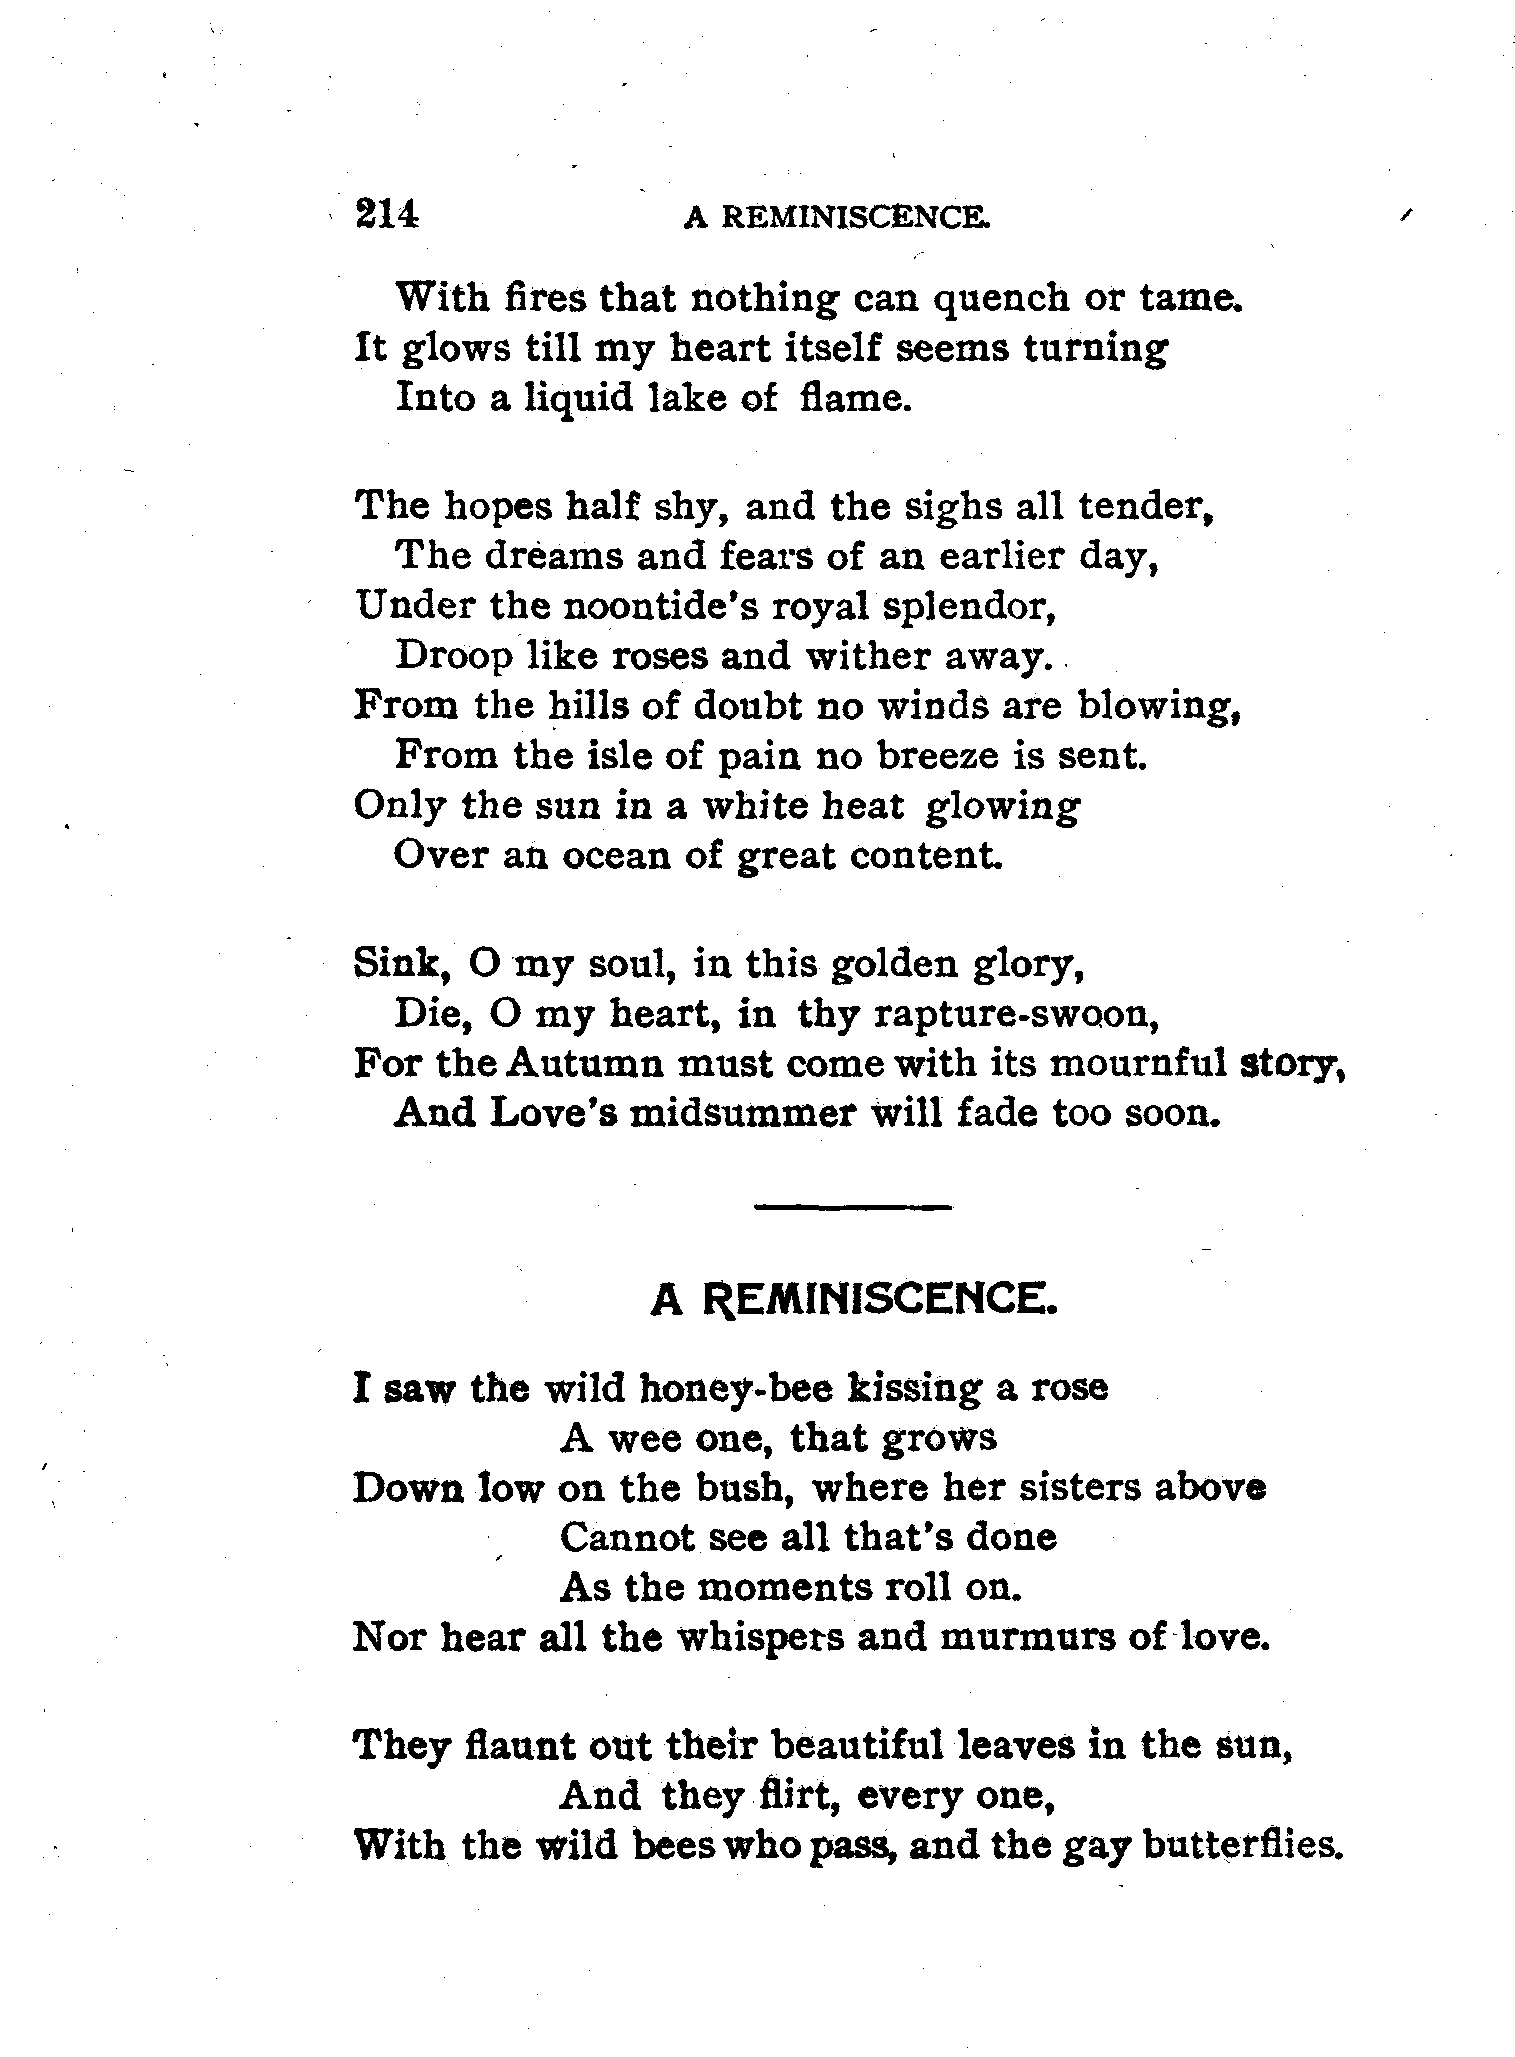 214 A REMINISCENCE.
With fires that nothing can quench or tame.
It glows till my heart itself seems turning
Into a liquid lake of flame.
The hopes half shy, and the sighs all tender,
The dreams and fears of an earlier day,
Under the noontide's royal splendor,
Droop like roses and wither away.
From the hills of doubt no winds are blowing,
From the isle of pain no breeze is sent.
Only the sun in a white heat glowing
Over an ocean of great content.
Sink, O my soul, in this golden glory,
Die, O my heart, in thy rapture-swoon,
For the Autumn must come with its mournful story,
And Love's midsummer will fade too soon.
A REMINISCENCE.
I saw the wild honey-bee kissing a rose
A wee one, that grows
Down low on the bush, where her sisters above
Cannot see all that's done
As the moments roll on.
Nor hear all the whispers and murmurs of love.
They flaunt out their beautiful leaves in the sun,
And they flirt, every one,
With the wild bees who pass, and the gay butterflies.